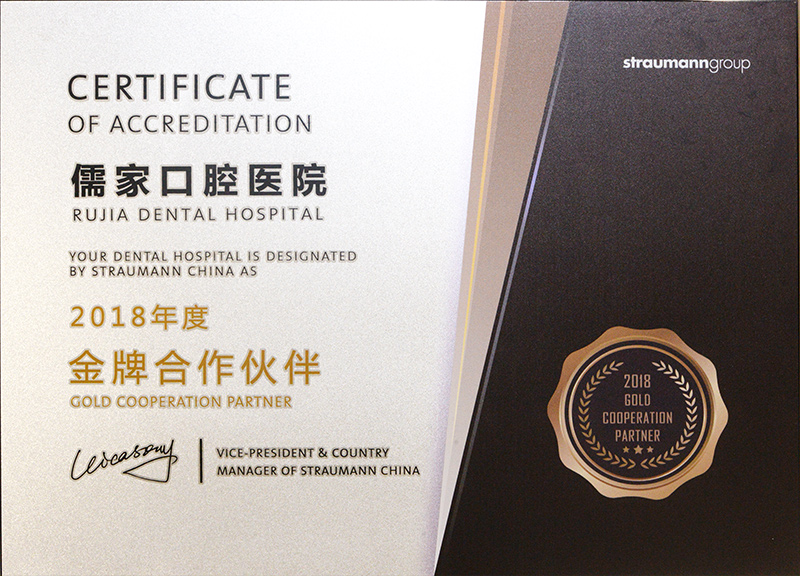 CERTIFICATE
OF ACCREDITATION
儒家口腔医院
RUJIA DENTAL HOSPITAL
YOUR DENTAL HOSPITAL IS DESIGNATED
BY STRAUMANN CHINA AS
2018年度
金牌合作伙伴
GOLD COOPERATION PARTNER
VICE-PRESIDENT & COUNTRY
MANAGER OF STRAUMANN CHINA
straumanngroup
2018
GOLD
COOPERATION
PARTNER